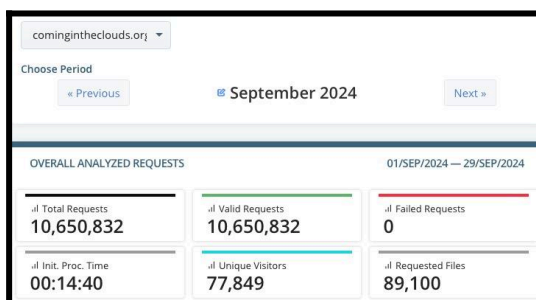 comingintheclouds.org
Choose Period
« Previous
September 2024
Next »
OVERALL ANALYZED REQUESTS
01/SEP/2024 — 29/SEP/2024
Total Requests
10,650,832
Valid Requests
10,650,832
Failed Requests
0
Init. Proc. Time
00:14:40
Unique Visitors
77,849
Requested Files
89,100